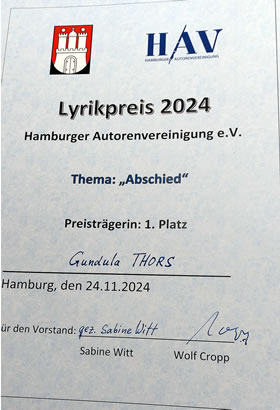 HAV
HAMBURGER AUTORENVEREINIGUNG
Lyrikpreis 2024
Hamburger Autorenvereinigung e.V.
Thema: „Abschied“
Preisträgerin: 1. Platz
Gundula THORS
Hamburg, den 24.11.2024
ür den Vorstand: gez. Sabine Witt
Sabine Witt Wolf Cropp